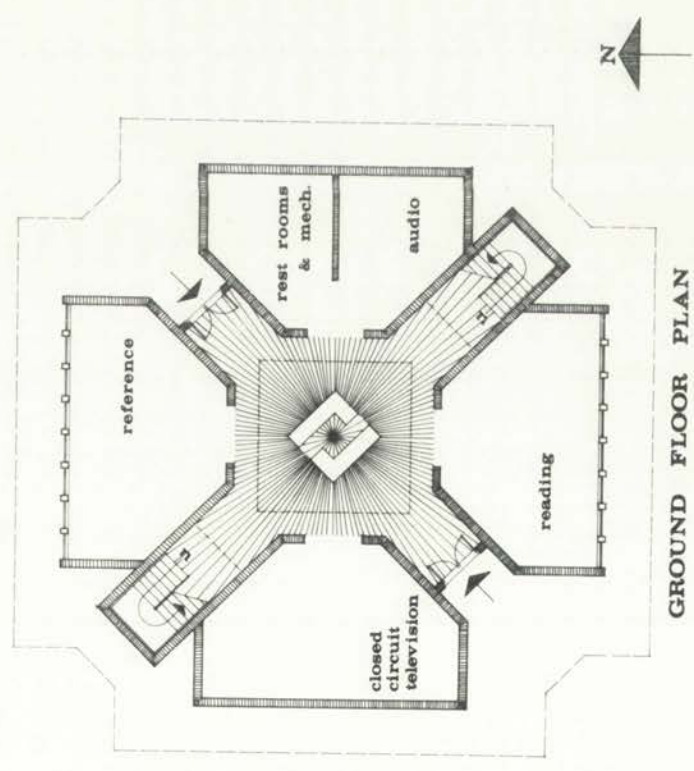 N
rest rooms
& mech.
audio
reference
reading
closed
circuit
television
GROUND FLOOR PLAN